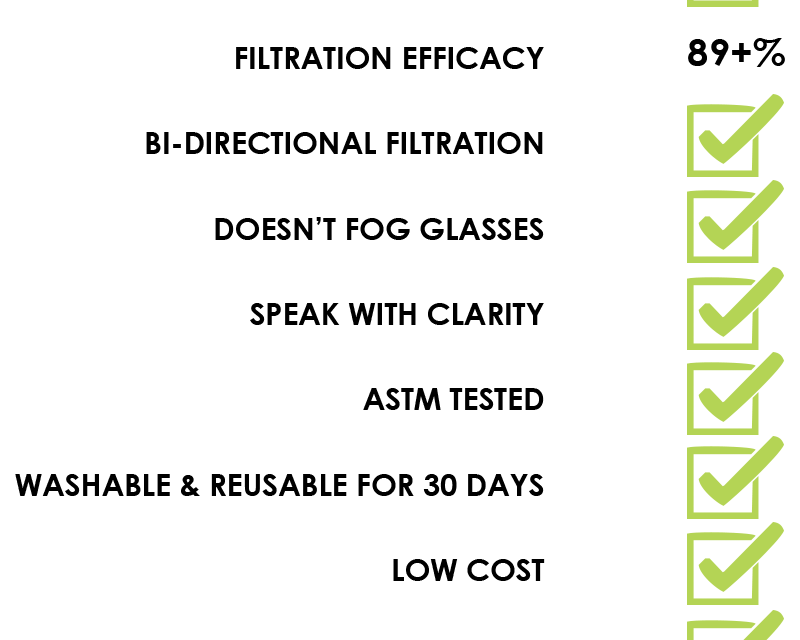 FILTRATION EFFICACY 89+%
BI-DIRECTIONAL FILTRATION
DOESN’T FOG GLASSES
SPEAK WITH CLARITY
ASTM TESTED
WASHABLE & REUSABLE FOR 30 DAYS
LOW COST